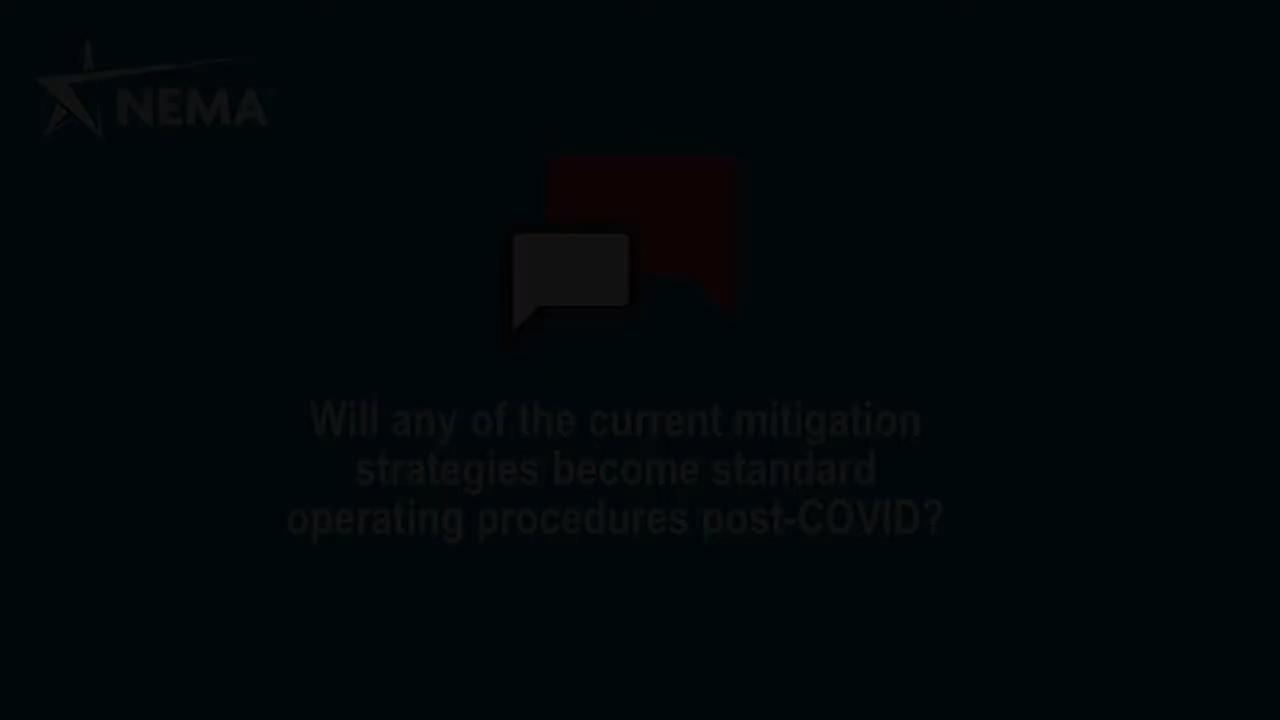 NEMA
Will any of the current mitigation
strategies become standard
operating procedures post-COVID?